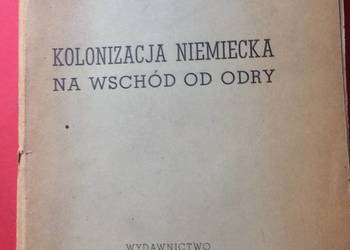 KOLONIZACJA NIEMIECKA
NA WSCHÓD OD ODRY
WYDAWNICTWO